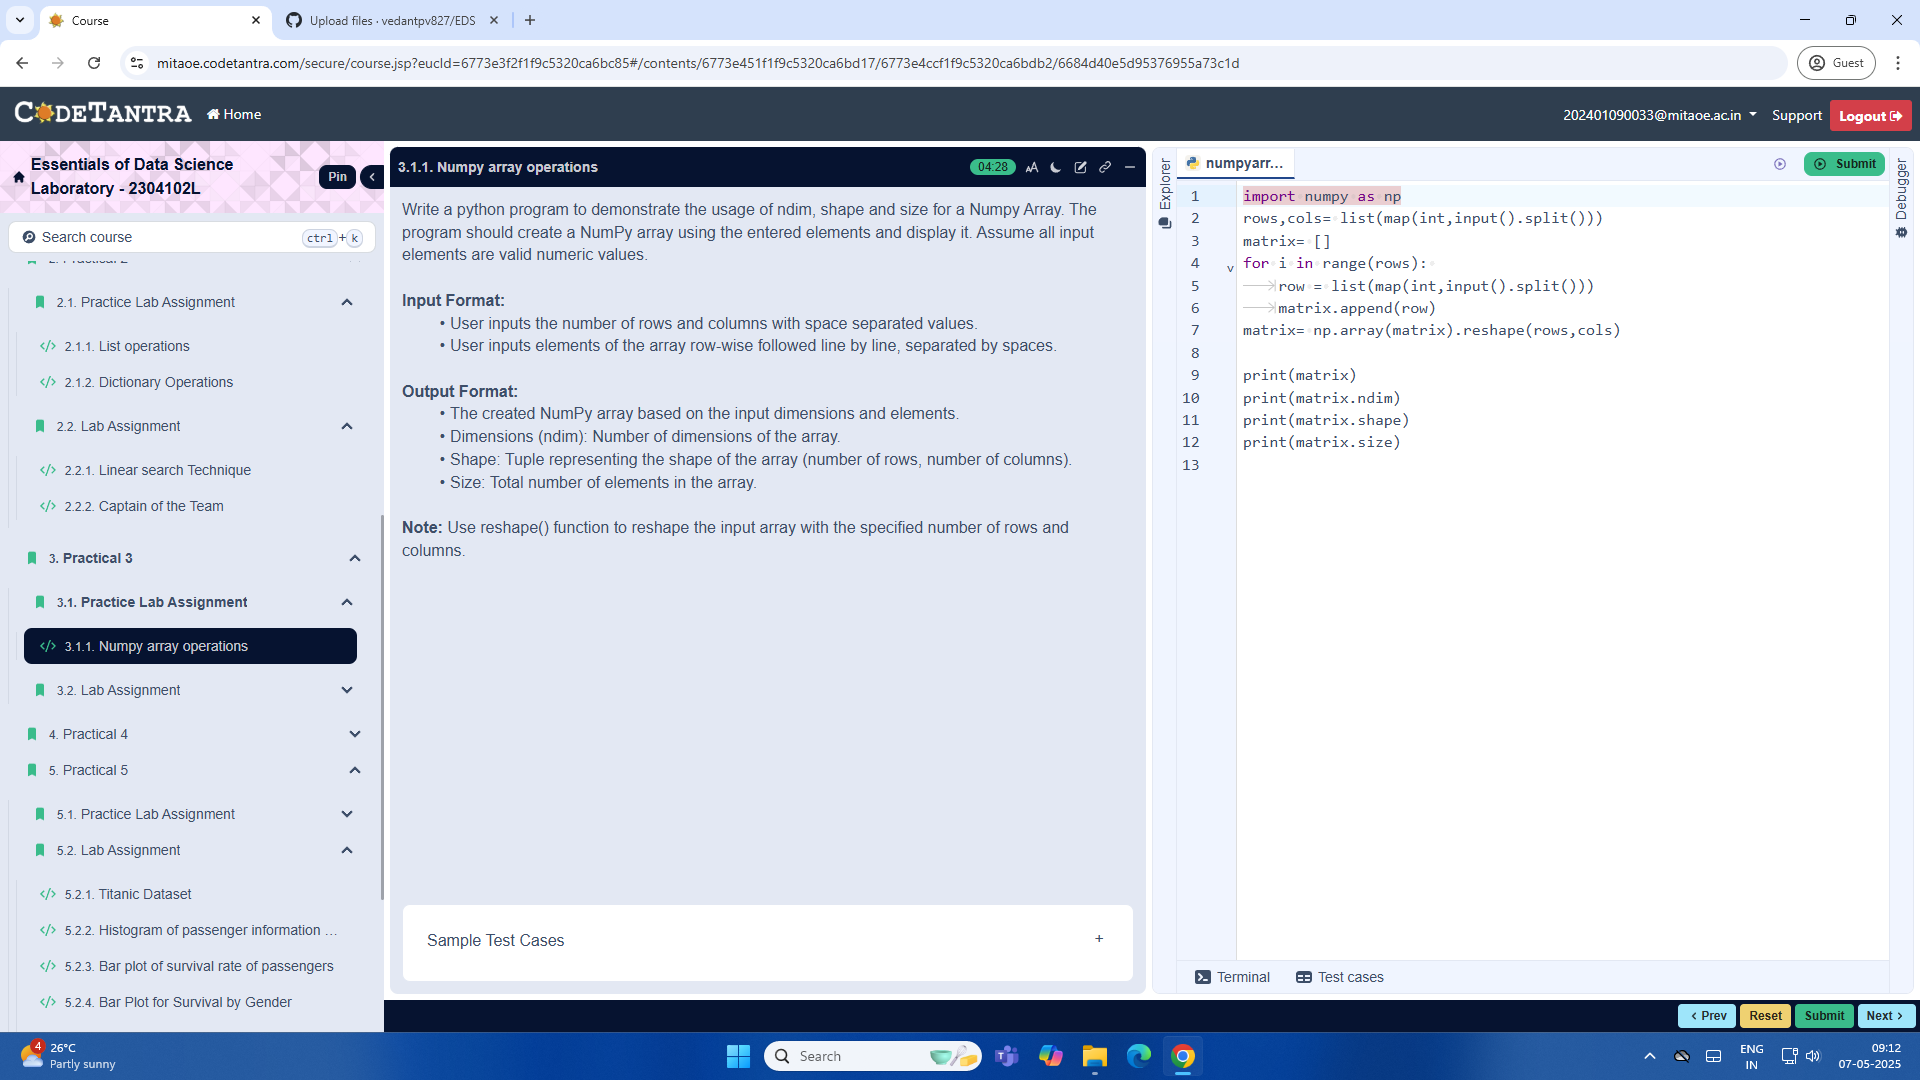 Course
Upload files · vedantpv827/EDS
mitaoe.codetantra.com/secure/course.jsp?eucId=6773e3f2f1f9c5320ca6bc85#/contents/6773e451f1f9c5320ca6bd17/6773e4ccf1f9c5320ca6bdb2/6684d40e5d95376955a73c1d
Guest
CODETANTRA
Home
202401090033@mitaoe.ac.in
Support
Logout
Essentials of Data Science
Laboratory - 2304102L
Pin
Search course
ctrl + k
2.1. Practice Lab Assignment
2.1.1. List operations
2.1.2. Dictionary Operations
2.2. Lab Assignment
2.2.1. Linear search Technique
2.2.2. Captain of the Team
3. Practical 3
3.1. Practice Lab Assignment
3.1.1. Numpy array operations
3.2. Lab Assignment
4. Practical 4
5. Practical 5
5.1. Practice Lab Assignment
5.2. Lab Assignment
5.2.1. Titanic Dataset
5.2.2. Histogram of passenger information ...
5.2.3. Bar plot of survival rate of passengers
5.2.4. Bar Plot for Survival by Gender
3.1.1. Numpy array operations
04:28
AA
Write a python program to demonstrate the usage of ndim, shape and size for a Numpy Array. The
program should create a NumPy array using the entered elements and display it. Assume all input
elements are valid numeric values.
Input Format:
• User inputs the number of rows and columns with space separated values.
• User inputs elements of the array row-wise followed line by line, separated by spaces.
Output Format:
• The created NumPy array based on the input dimensions and elements.
• Dimensions (ndim): Number of dimensions of the array.
• Shape: Tuple representing the shape of the array (number of rows, number of columns).
• Size: Total number of elements in the array.
Note: Use reshape() function to reshape the input array with the specified number of rows and
columns.
Sample Test Cases
+
Explorer
numpyarr...
Submit
Debugger
1 import numpy as np
2 rows,cols= list(map(int,input().split()))
3 matrix= []
4 for i in range(rows):
5 row = list(map(int,input().split()))
6 matrix.append(row)
7 matrix= np.array(matrix).reshape(rows,cols)
8
9 print(matrix)
10 print(matrix.ndim)
11 print(matrix.shape)
12 print(matrix.size)
13
Terminal
Test cases
< Prev
Reset
Submit
Next >
4
26°C
Partly sunny
Search
ENG
IN
09:12
07-05-2025